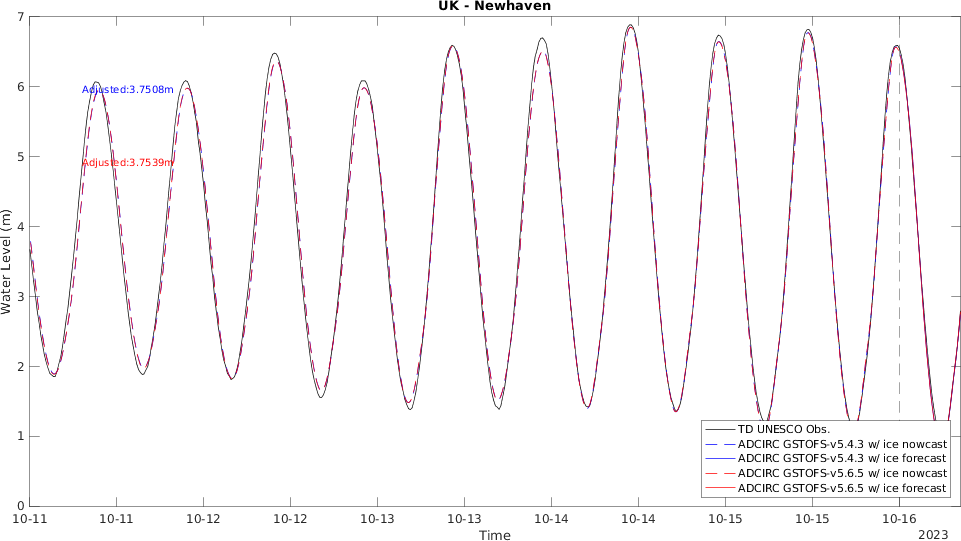 UK - Newhaven
7
6
5
4
3
2
1
0
Water Level (m)
Adjusted:3.7508m
Adjusted:3.7539m
TD UNESCO Obs.
ADCIRC GSTOFS-v5.4.3 w/ ice nowcast
ADCIRC GSTOFS-v5.4.3 w/ ice forecast
ADCIRC GSTOFS-v5.6.5 w/ ice nowcast
ADCIRC GSTOFS-v5.6.5 w/ ice forecast
10-11 10-11 10-12 10-12 10-13 10-13 10-14 10-14 10-15 10-15 10-16
Time
2023